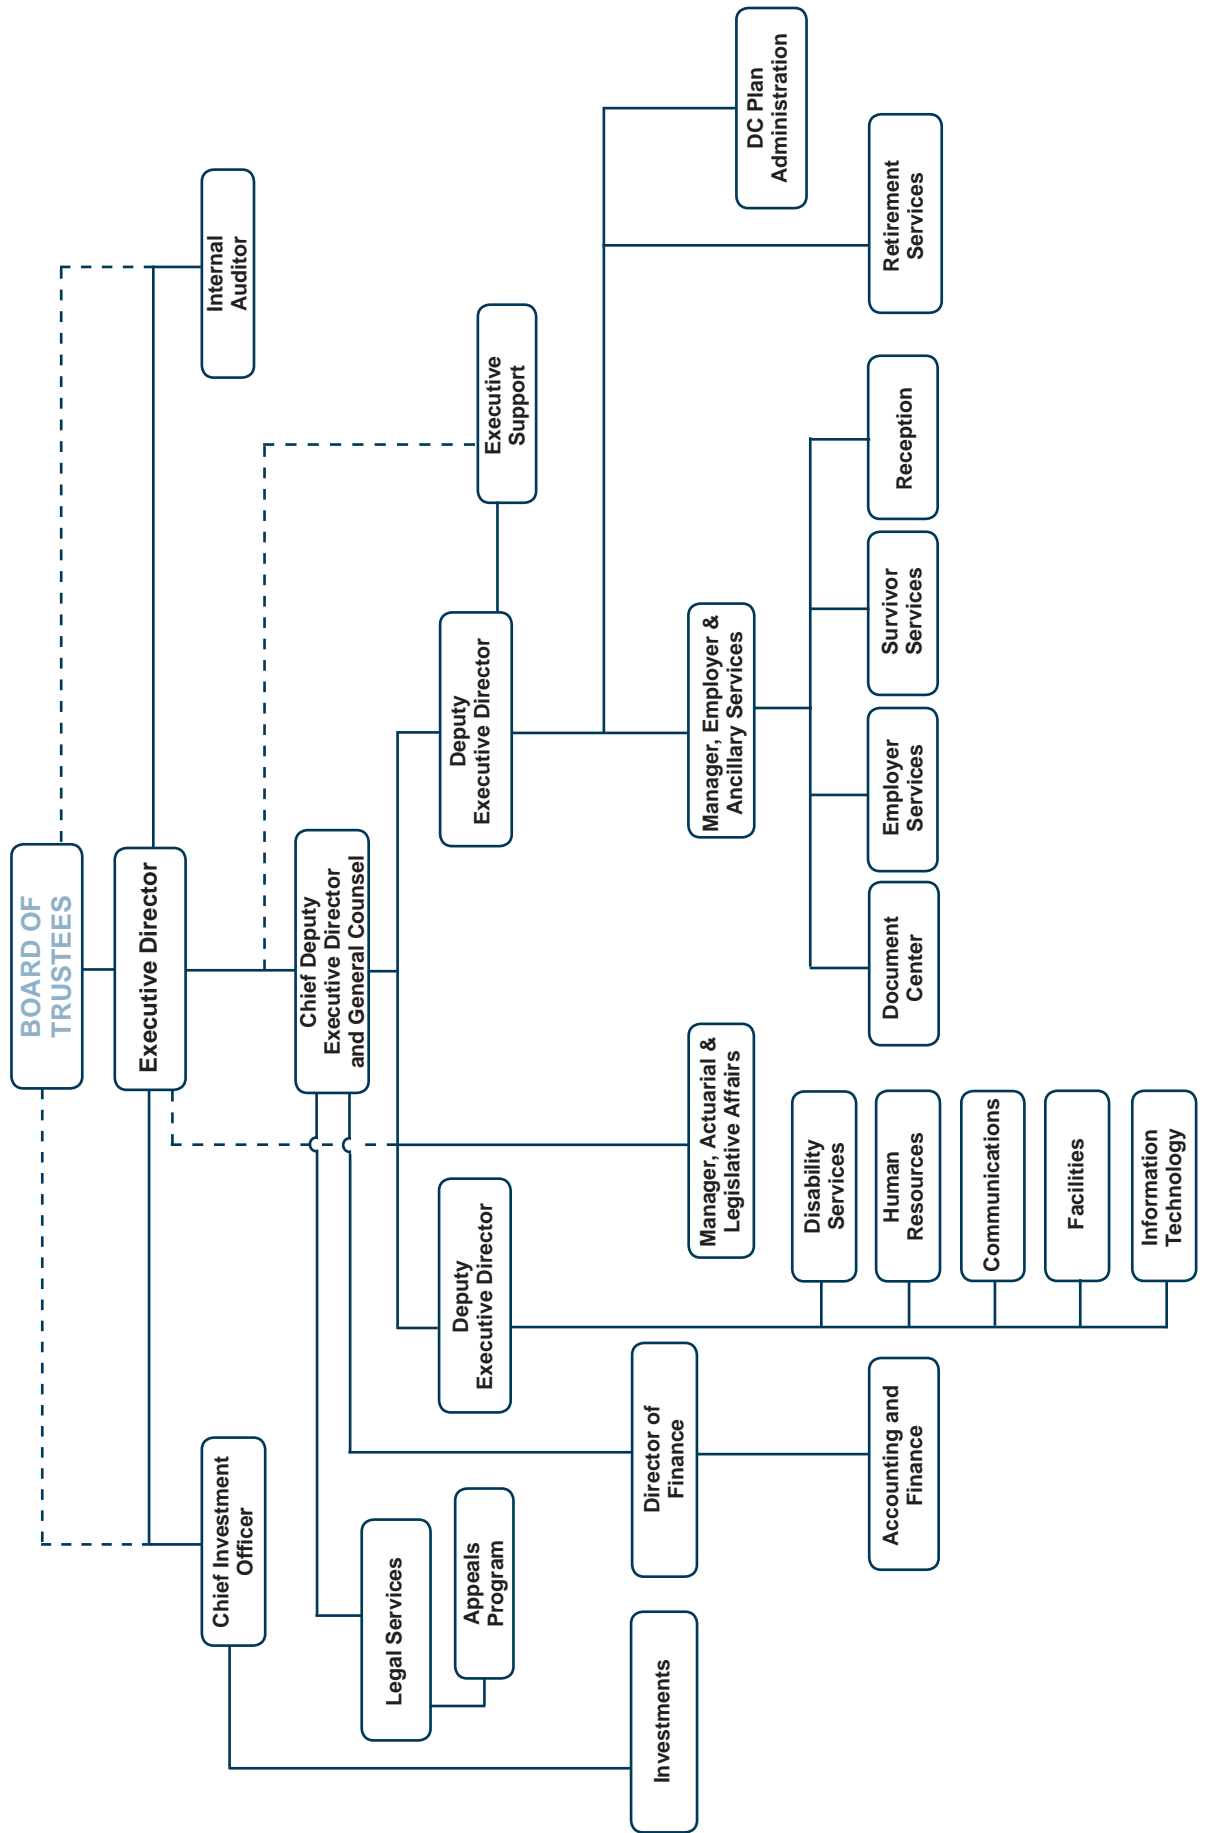 BOARD OF
TRUSTEES
Executive Director
Chief Investment
Officer
Internal
Auditor
Chief Deputy
Executive Director
and General Counsel
Legal Services
Appeals
Program
Deputy
Executive Director
Deputy
Executive Director
Executive
Support
Investments
Director of
Finance
Manager, Actuarial &
Legislative Affairs
Manager, Employer &
Ancillary Services
DC Plan
Administration
Accounting and
Finance
Disability
Services
Human
Resources
Communications
Facilities
Information
Technology
Document
Center
Employer
Services
Survivor
Services
Reception
Retirement
Services